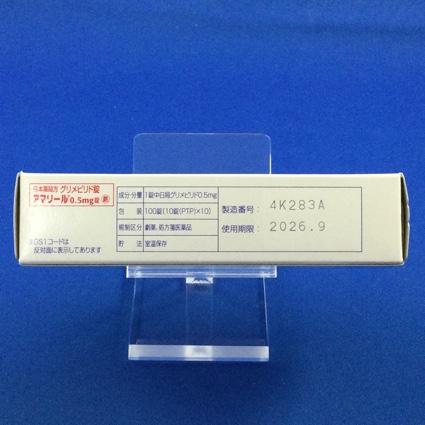 日本薬局方 グリメピリド錠
アマリール® 0.5mg錠 劇
※GS1コードは
反対面に表示してあります
成分・分量 1錠中日局グリメピリド0.5mg
包装 100錠(10錠(PTP)×10)
規制区分 劇薬、処方箋医薬品
貯法 室温保存
製造番号: 4K283A
使用期限: 2026.9